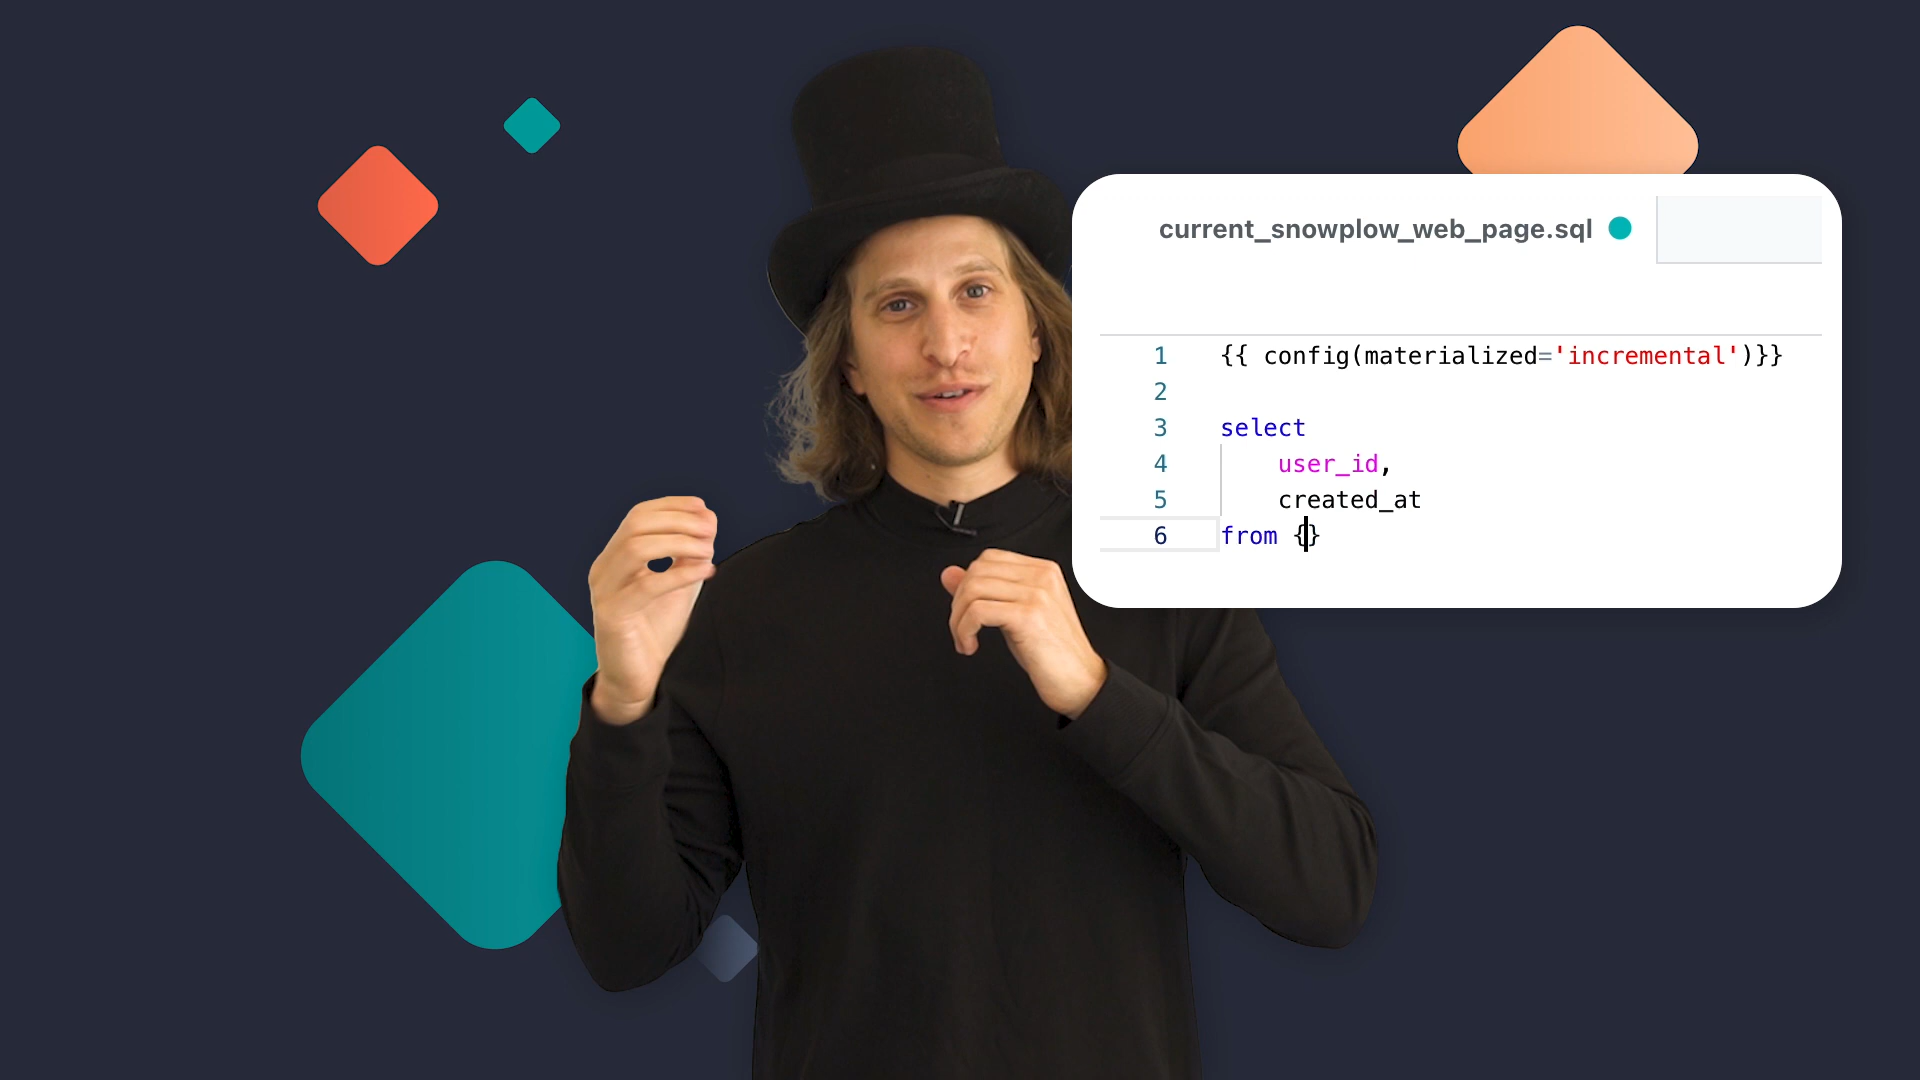 current_snowplow_web_page.sql
1 {{ config(materialized='incremental')}}
2
3 select
4 user_id,
5 created_at
6 from {}